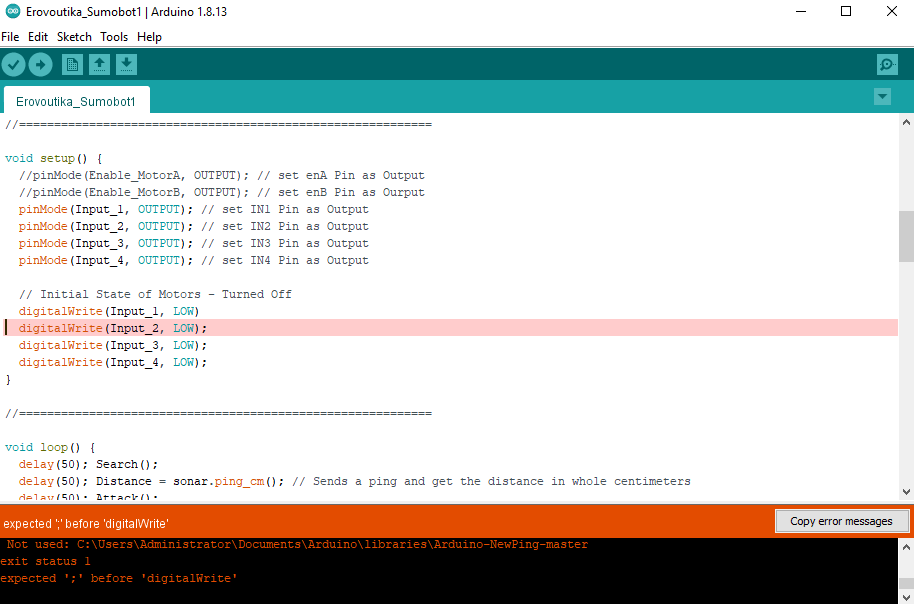 Erovoutika_Sumobot1 | Arduino 1.8.13
File Edit Sketch Tools Help
Erovoutika_Sumobot1
//===========================================================
void setup() {
//pinMode(Enable_MotorA, OUTPUT); // set enA Pin as Output
//pinMode(Enable_MotorB, OUTPUT); // set enB Pin as Ourput
pinMode(Input_1, OUTPUT); // set IN1 Pin as Output
pinMode(Input_2, OUTPUT); // set IN2 Pin as Output
pinMode(Input_3, OUTPUT); // set IN3 Pin as Output
pinMode(Input_4, OUTPUT); // set IN4 Pin as Output
// Initial State of Motors - Turned Off
digitalWrite(Input_1, LOW)
digitalWrite(Input_2, LOW);
digitalWrite(Input_3, LOW);
digitalWrite(Input_4, LOW);
}
//===========================================================
void loop() {
delay(50); Search();
delay(50); Distance = sonar.ping_cm(); // Sends a ping and get the distance in whole centimeters
delay(50); Attack();
expected ';' before 'digitalWrite'
Copy error messages
Not used: C:\Users\Administrator\Documents\Arduino\libraries\Arduino-NewPing-master
exit status 1
expected ';' before 'digitalWrite'